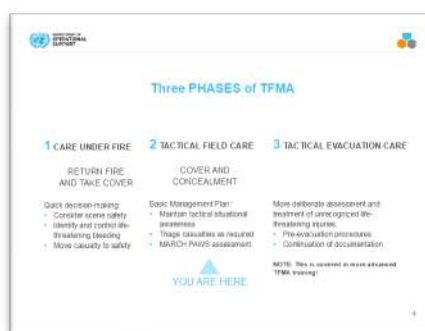 DEPARTMENT OF
OPERATIONAL
SUPPORT
Three PHASES of TFMA
1 CARE UNDER FIRE
RETURN FIRE
AND TAKE COVER
Quick decision-making:
• Consider scene safety
• Identify and control life-
threatening bleeding
• Move casualty to safety
2 TACTICAL FIELD CARE
COVER AND
CONCEALMENT
Basic Management Plan:
• Maintain tactical situational
awareness
• Triage casualties as required
• MARCH PAWS assessment
YOU ARE HERE
3 TACTICAL EVACUATION CARE
More deliberate assessment and
treatment of unrecognized life-
threatening injuries:
• Pre-evacuation procedures
• Continuation of documentation
NOTE: This is covered in more advanced
TFMA training!